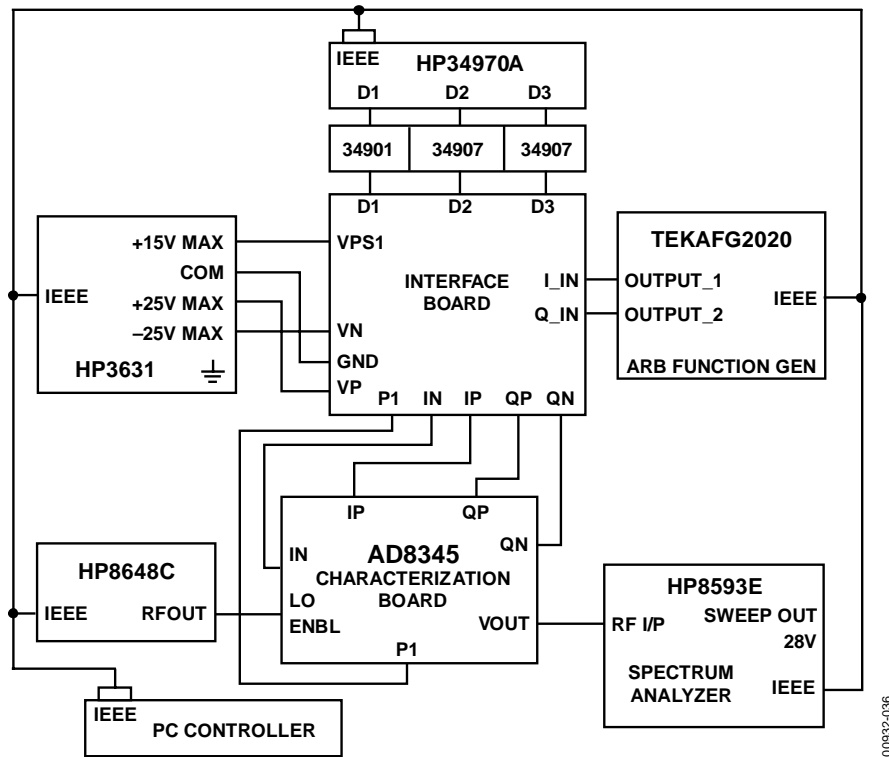 IEEE
HP34970A
D1 D2 D3
34901 34907 34907
D1 D2 D3
+15V MAX
COM
+25V MAX
–25V MAX
IEEE
HP3631
VPS1
VN
GND
VP
INTERFACE
BOARD
I_IN
Q_IN
P1 IN IP QP QN
TEKAFG2020
OUTPUT_1
OUTPUT_2
IEEE
ARB FUNCTION GEN
IP QP
IN
QN
AD8345
CHARACTERIZATION
BOARD
LO
ENBL
VOUT
P1
HP8648C
IEEE RFOUT
HP8593E
RF I/P
SWEEP OUT
28V
SPECTRUM
ANALYZER
IEEE
IEEE
PC CONTROLLER
00932-036